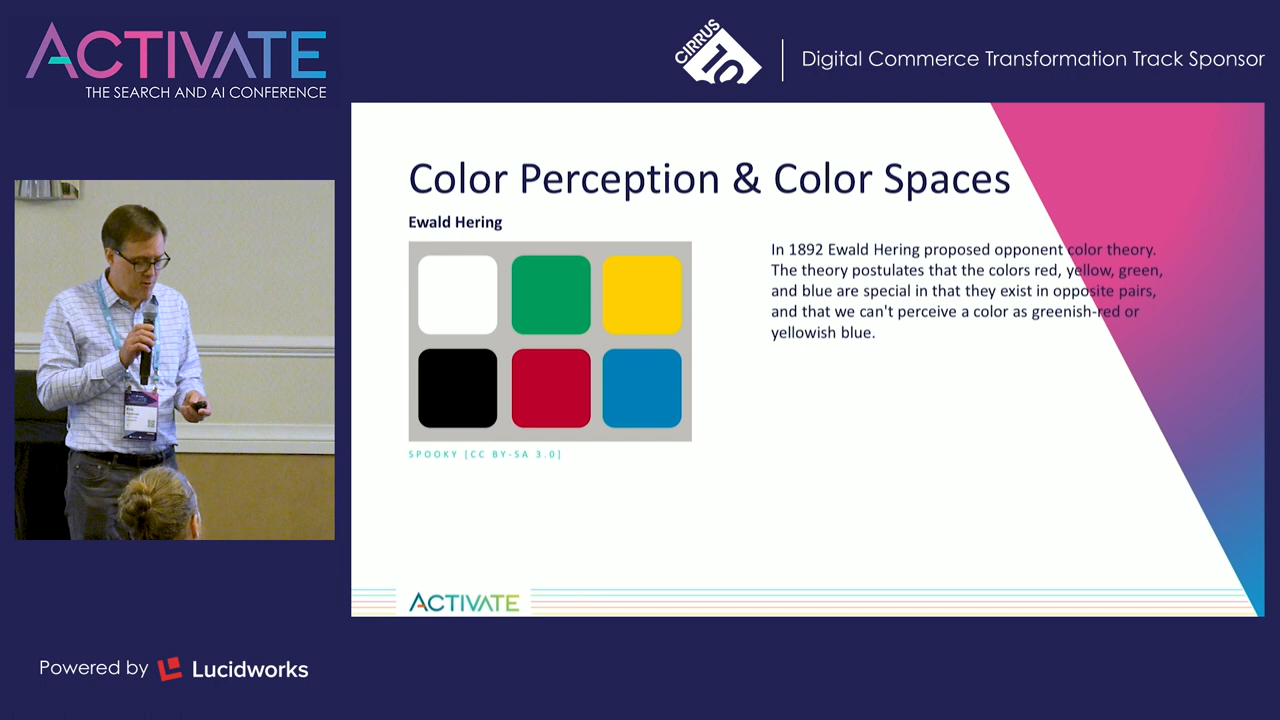 ACTIVATE
THE SEARCH AND AI CONFERENCE
CIRRUS
10
Digital Commerce Transformation Track Sponsor
Color Perception & Color Spaces
Ewald Hering
In 1892 Ewald Hering proposed opponent color theory.
The theory postulates that the colors red, yellow, green,
and blue are special in that they exist in opposite pairs,
and that we can't perceive a color as greenish-red or
yellowish blue.
SPOOKY [CC BY-SA 3.0]
ACTIVATE
Powered by Lucidworks